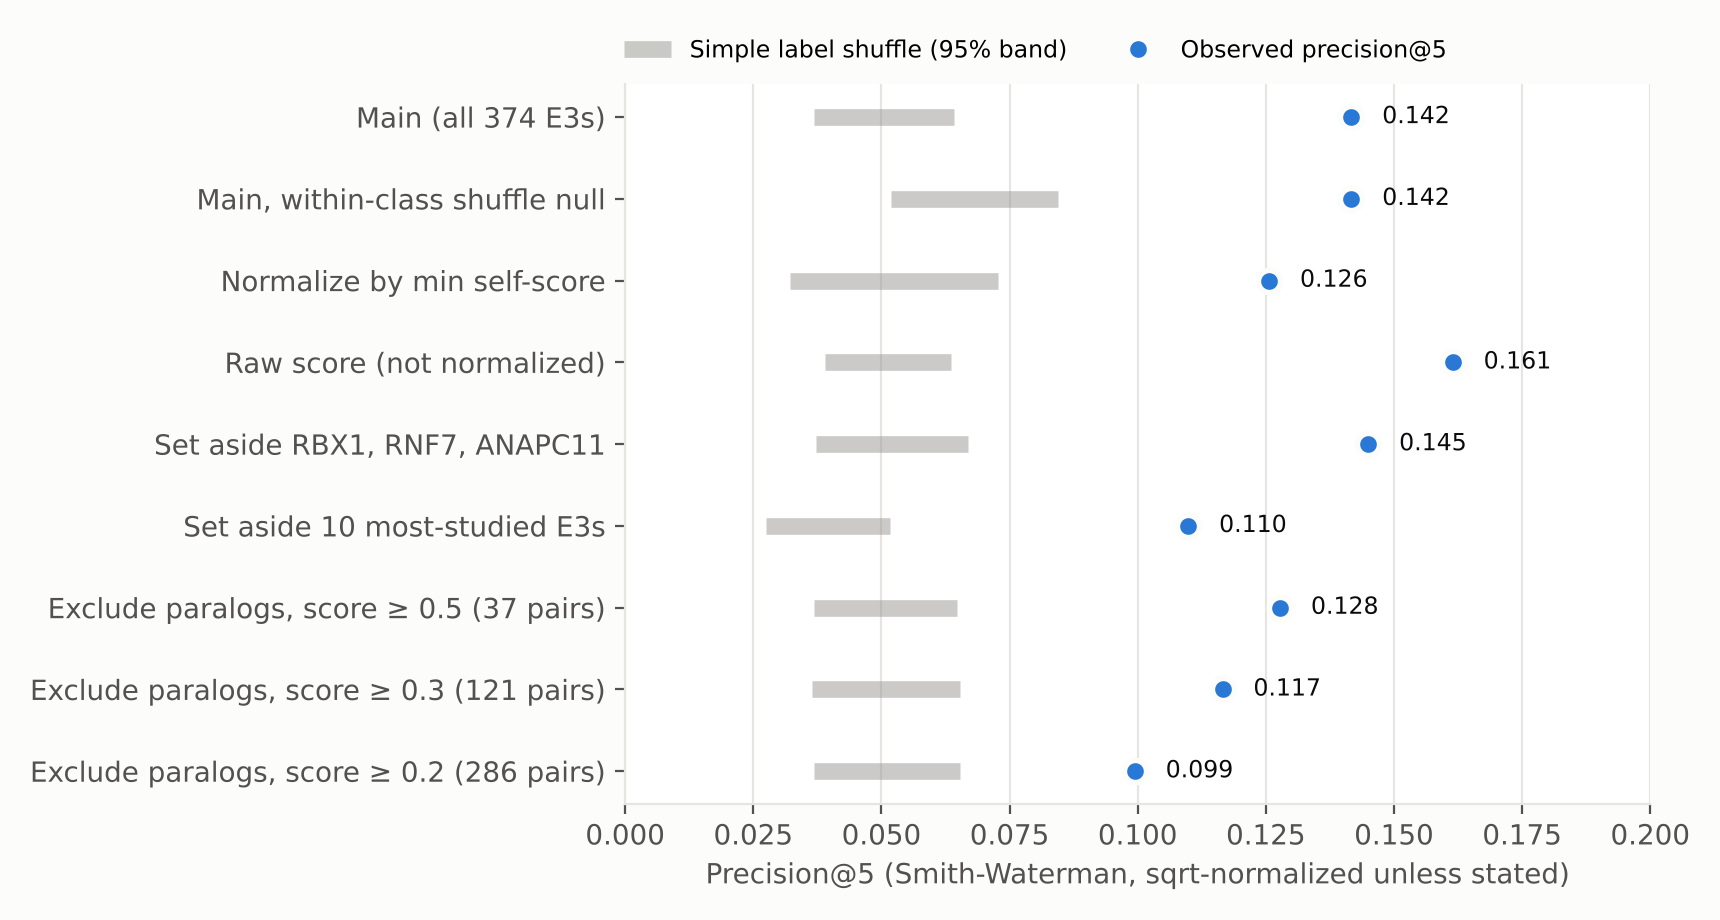 Simple label shuffle (95% band)
Observed precision@5
Main (all 374 E3s)
0.142
Main, within-class shuffle null
0.142
Normalize by min self-score
0.126
Raw score (not normalized)
0.161
Set aside RBX1, RNF7, ANAPC11
0.145
Set aside 10 most-studied E3s
0.110
Exclude paralogs, score ≥ 0.5 (37 pairs)
0.128
Exclude paralogs, score ≥ 0.3 (121 pairs)
0.117
Exclude paralogs, score ≥ 0.2 (286 pairs)
0.099
0.000 0.025 0.050 0.075 0.100 0.125 0.150 0.175 0.200
Precision@5 (Smith-Waterman, sqrt-normalized unless stated)